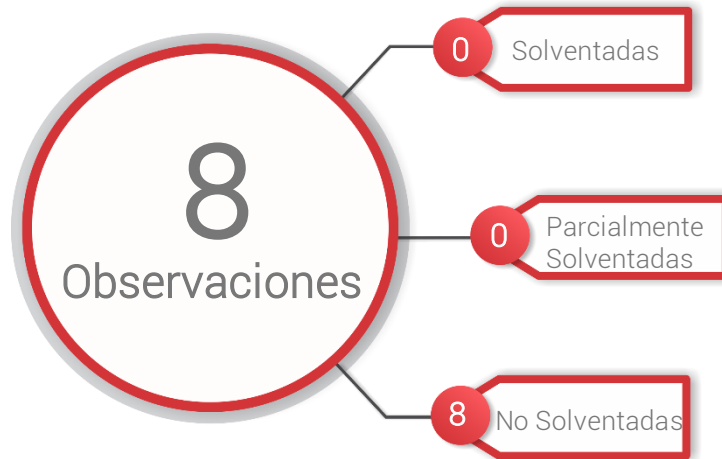 8
Observaciones
0
Solventadas
0
Parcialmente
Solventadas
8
No Solventadas